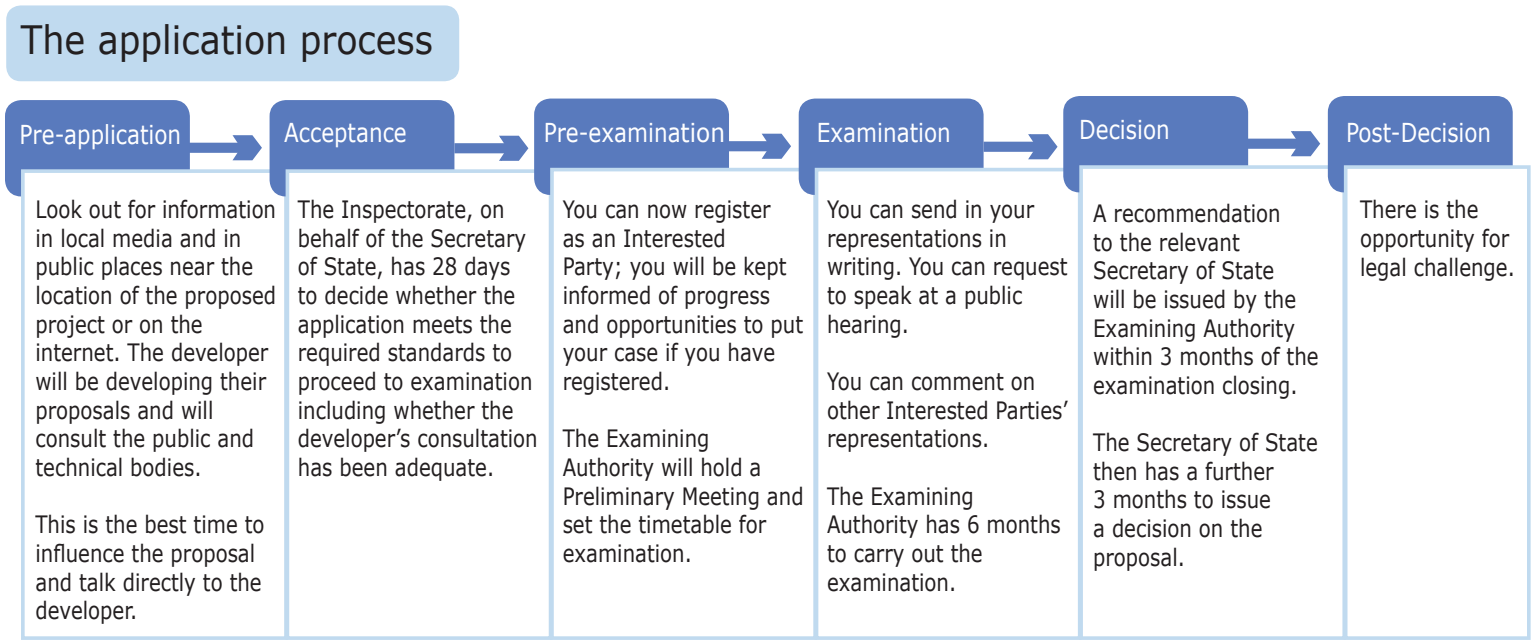 The application process
Pre-application
Look out for information
in local media and in
public places near the
location of the proposed
project or on the
internet. The developer
will be developing their
proposals and will
consult the public and
technical bodies.
This is the best time to
influence the proposal
and talk directly to the
developer.
Acceptance
The Inspectorate, on
behalf of the Secretary
of State, has 28 days
to decide whether the
application meets the
required standards to
proceed to examination
including whether the
developer's consultation
has been adequate.
Pre-examination
You can now register
as an Interested
Party; you will be kept
informed of progress
and opportunities to put
your case if you have
registered.
The Examining
Authority will hold a
Preliminary Meeting and
set the timetable for
examination.
Examination
You can send in your
representations in
writing. You can request
to speak at a public
hearing.
You can comment on
other Interested Parties'
representations.
The Examining
Authority has 6 months
to carry out the
examination.
Decision
A recommendation
to the relevant
Secretary of State
will be issued by the
Examining Authority
within 3 months of the
examination closing.
The Secretary of State
then has a further
3 months to issue
a decision on the
proposal.
Post-Decision
There is the
opportunity for
legal challenge.